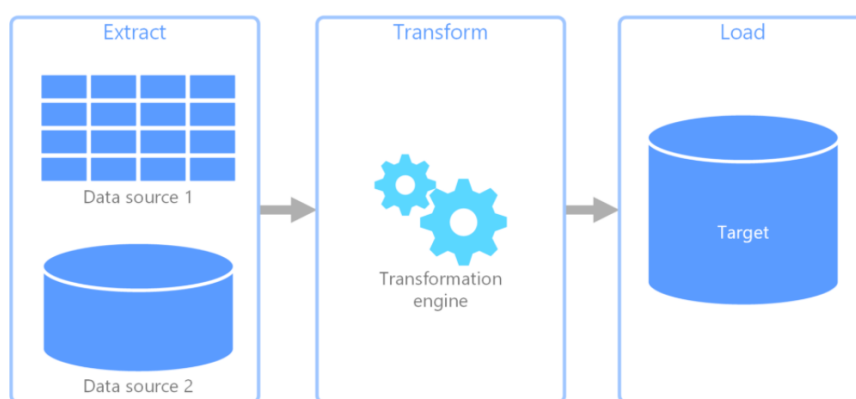 Extract
Transform
Load
Data source 1
Data source 2
Transformation
engine
Target